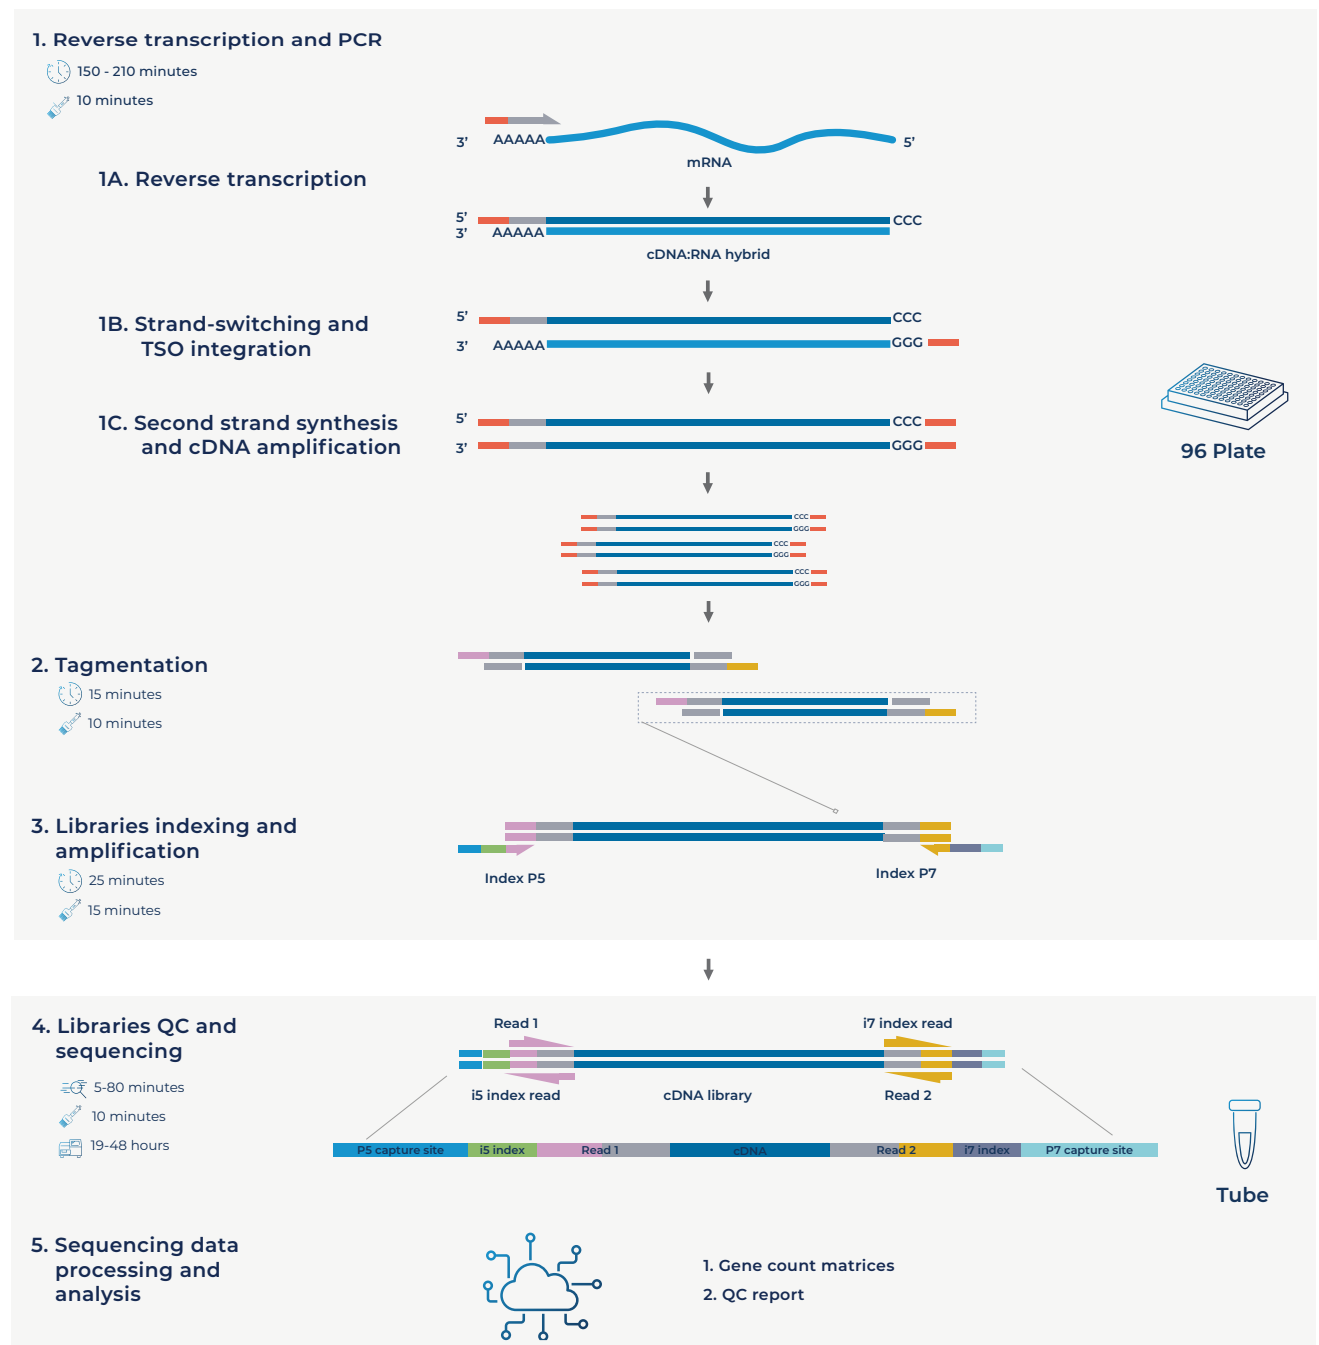 1. Reverse transcription and PCR
150 - 210 minutes
10 minutes
3’ AAAAA 5’
mRNA
1A. Reverse transcription
5’ CCC
3’ AAAAA
cDNA:RNA hybrid
1B. Strand-switching and
TSO integration
5’ CCC
3’ AAAAA GGG
1C. Second strand synthesis
and cDNA amplification
5’ CCC
3’ GGG
96 Plate
CCC
GGG
CCC
GGG
CCC
GGG
2. Tagmentation
15 minutes
10 minutes
3. Libraries indexing and
amplification
25 minutes
15 minutes
Index P5
Index P7
4. Libraries QC and
sequencing
5-80 minutes
10 minutes
19-48 hours
Read 1
i7 index read
i5 index read
cDNA library
Read 2
P5 capture site i5 index Read 1 cDNA Read 2 i7 index P7 capture site
Tube
5. Sequencing data
processing and
analysis
1. Gene count matrices
2. QC report